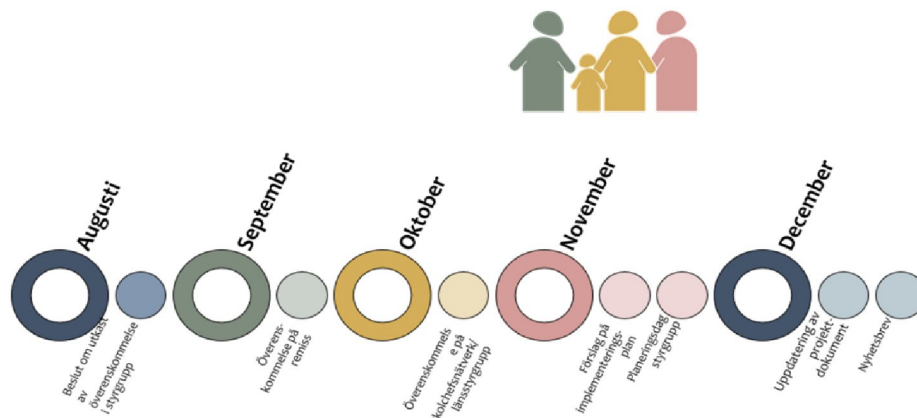 Augusti
Beslut om utkast
av
överenskommelse
i styrgrupp
September
Överens-
kommelse på
remiss
Oktober
Överenskommels
e på
kolchefsnätverk/
länsstyrgrupp
November
Förslag på
implementerings-
plan
Planeringsdag
styrgrupp
December
Uppdatering av
projekt-
dokument
Nyhetsbrev